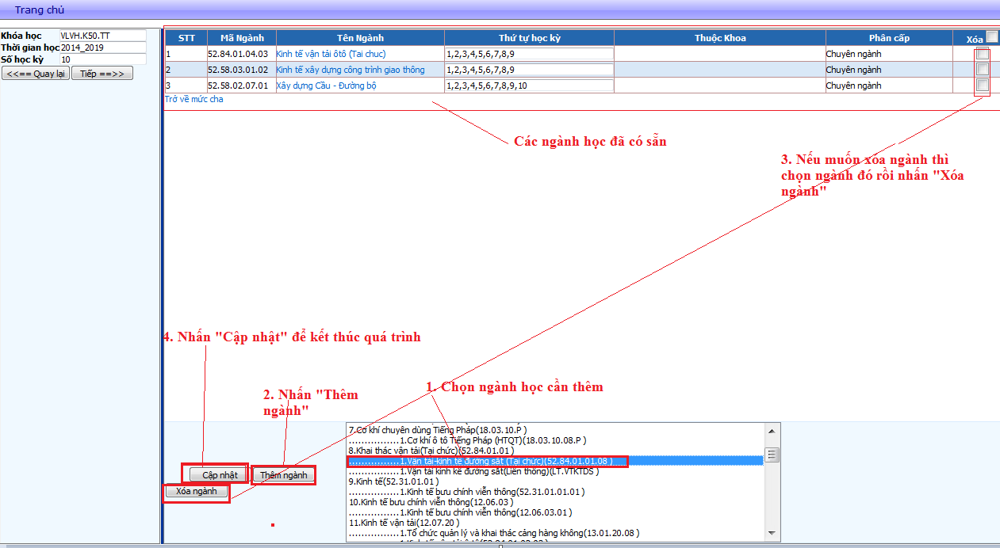 Trang chủ
Khóa học VLVH.K50.TT
Thời gian học 2014_2019
Số học kỳ 10
<<== Quay lại Tiếp ==>>
STT Mã Ngành Tên Ngành Thứ tự học kỳ Thuộc Khoa Phân cấp Xóa
1 52.84.01.04.03 Kinh tế vận tải ôtô (Tai chuc) 1,2,3,4,5,6,7,8,9 Chuyên ngành
2 52.58.03.01.02 Kinh tế xây dựng công trình giao thông 1,2,3,4,5,6,7,8,9 Chuyên ngành
3 52.58.02.07.01 Xây dựng Cầu - Đường bộ 1,2,3,4,5,6,7,8,9,10 Chuyên ngành
Trở về mức cha
Các ngành học đã có sẵn
3. Nếu muốn xóa ngành thì
chọn ngành đó rồi nhấn "Xóa
ngành"
4. Nhấn "Cập nhật" để kết thúc quá trình
2. Nhấn "Thêm
ngành"
1. Chọn ngành học cần thêm
7.Cơ khí chuyên dùng Tiếng Pháp(18.03.10.P )
................1.Cơ khí ô tô Tiếng Pháp (HTQT)(18.03.10.08.P )
8.Khai thác vận tải(Tại chức)(52.84.01.01 )
................1.Vận tải-kinh tế đường sắt (Tại chức)(52.84.01.01.08 )
................1.Vận tải kinh kế đường sắt(Liên thông)(LT.VTKTDS )
9.Kinh tế(52.31.01.01 )
................1.Kinh tế bưu chính viễn thông(52.31.01.01.01 )
10.Kinh tế bưu chính viễn thông(12.06.03 )
................1.Kinh tế bưu chính viễn thông(12.06.03.01 )
11.Kinh tế vận tải(12.07.20 )
................1.Tổ chức quản lý và khai thác cảng hàng không(13.01.20.08 )
Cập nhật Thêm ngành
Xóa ngành